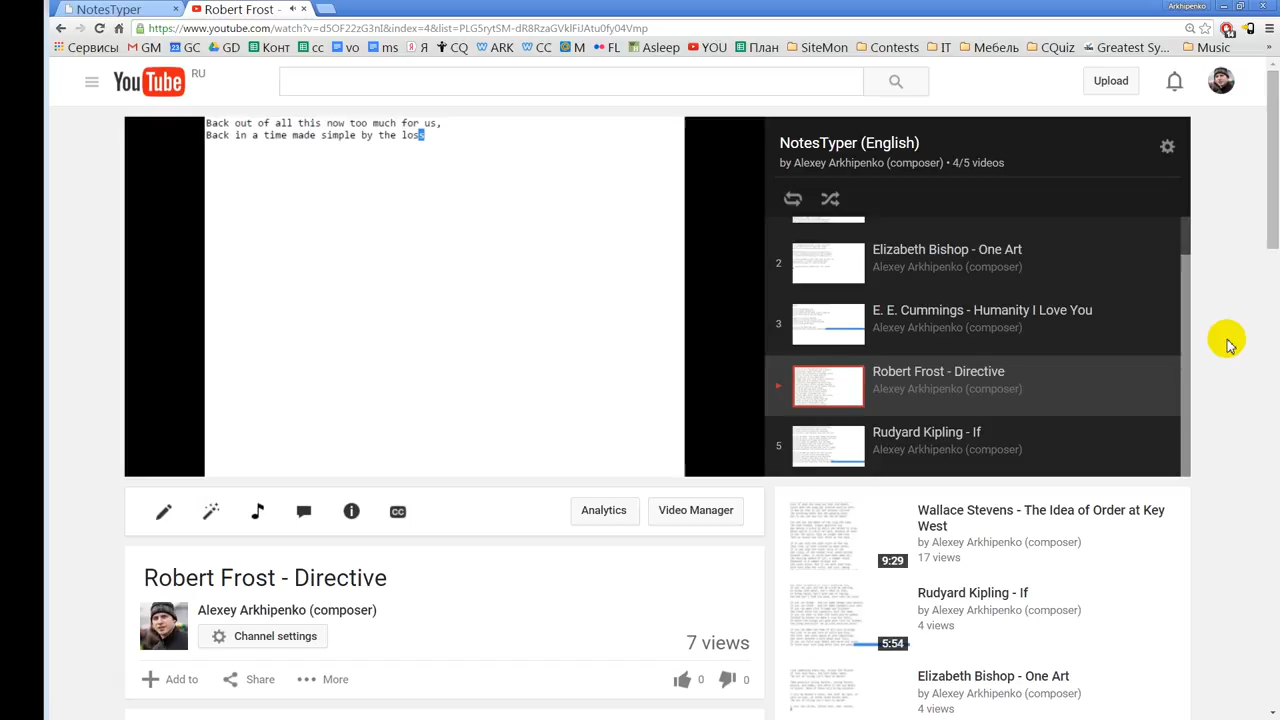 Arkhipenko
NotesTyper
Robert Frost -
https://www.youtube.com/watch?v=d5OF22zG3nI&index=4&list=PLG5rytSM-dR8RzaGVklFiJAtu0fy04Vmp
Сервисы GM GC GD Конт cc vo ms Я CQ ARK CC M FL Asleep YOU План SiteMon Contests IT Мебель CQuiz Greatest Sy... Music »
YouTube RU
Upload
Back out of all this now too much for us,
Back in a time made simple by the loss
NotesTyper (English)
by Alexey Arkhipenko (composer) • 4/5 videos
2
Elizabeth Bishop - One Art
Alexey Arkhipenko (composer)
3
E. E. Cummings - Humanity I Love You
Alexey Arkhipenko (composer)
Robert Frost - Directive
Alexey Arkhipenko (composer)
5
Rudyard Kipling - If
Alexey Arkhipenko (composer)
CC
Analytics
Video Manager
Robert Frost - Directive
Alexey Arkhipenko (composer)
Channel settings
7 views
Add to
Share
More
0
0
Wallace Stevens - The Idea of Order at Key
West
by Alexey Arkhipenko (composer)
17 views
9:29
Rudyard Kipling - If
by Alexey Arkhipenko (composer)
4 views
5:54
Elizabeth Bishop - One Art
by Alexey Arkhipenko (composer)
4 views